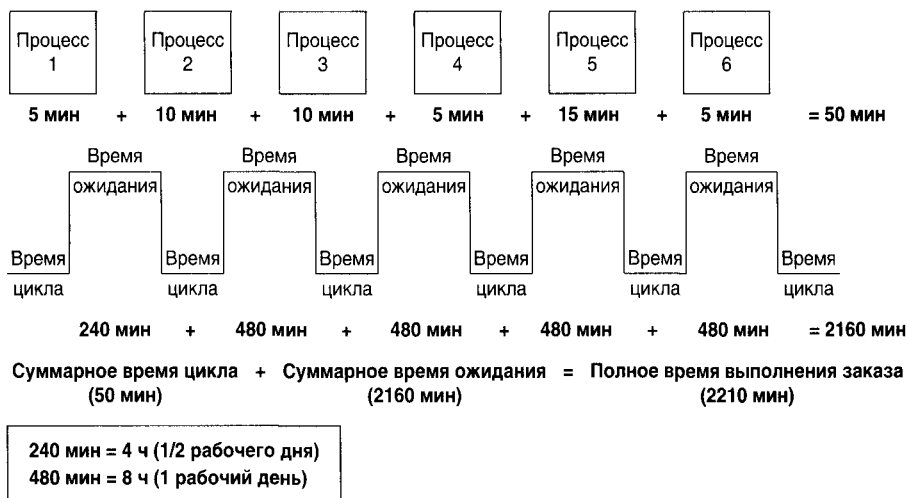 Процесс Процесс Процесс Процесс Процесс Процесс
1 2 3 4 5 6
5 мин + 10 мин + 10 мин + 5 мин + 15 мин + 5 мин = 50 мин
Время Время Время Время Время
ожидания ожидания ожидания ожидания ожидания
Время Время Время Время Время Время
цикла цикла цикла цикла цикла цикла
240 мин + 480 мин + 480 мин + 480 мин + 480 мин = 2160 мин
Суммарное время цикла + Суммарное время ожидания = Полное время выполнения заказа
(50 мин) (2160 мин) (2210 мин)
240 мин = 4 ч (1/2 рабочего дня)
480 мин = 8 ч (1 рабочий день)